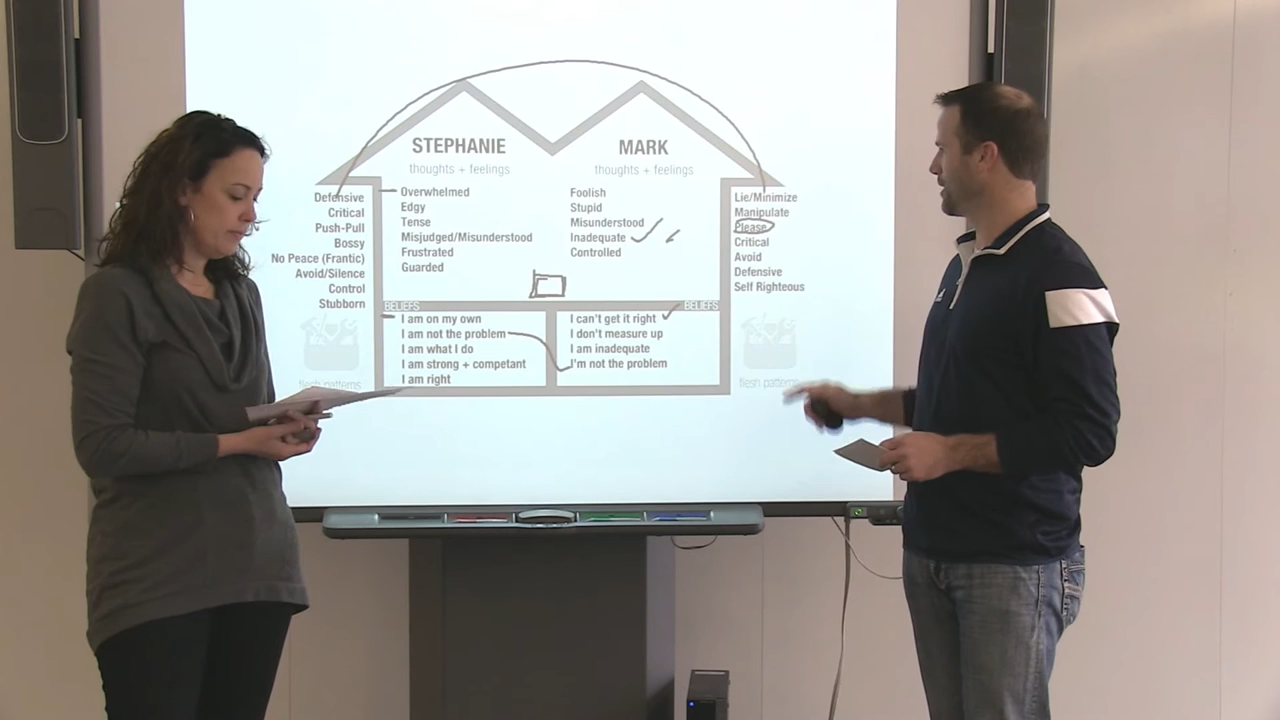 STEPHANIE
thoughts + feelings
Overwhelmed
Edgy
Tense
Misjudged/Misunderstood
Frustrated
Guarded
MARK
thoughts + feelings
Foolish
Stupid
Misunderstood
Inadequate
Controlled
Defensive
Critical
Push-Pull
Bossy
No Peace (Frantic)
Avoid/Silence
Control
Stubborn
flesh patterns
Lie/Minimize
Manipulate
Please
Critical
Avoid
Defensive
Self Righteous
flesh patterns
BELIEFS
I am on my own
I am not the problem
I am what I do
I am strong + competant
I am right
BELIEFS
I can't get it right
I don't measure up
I am inadequate
I'm not the problem